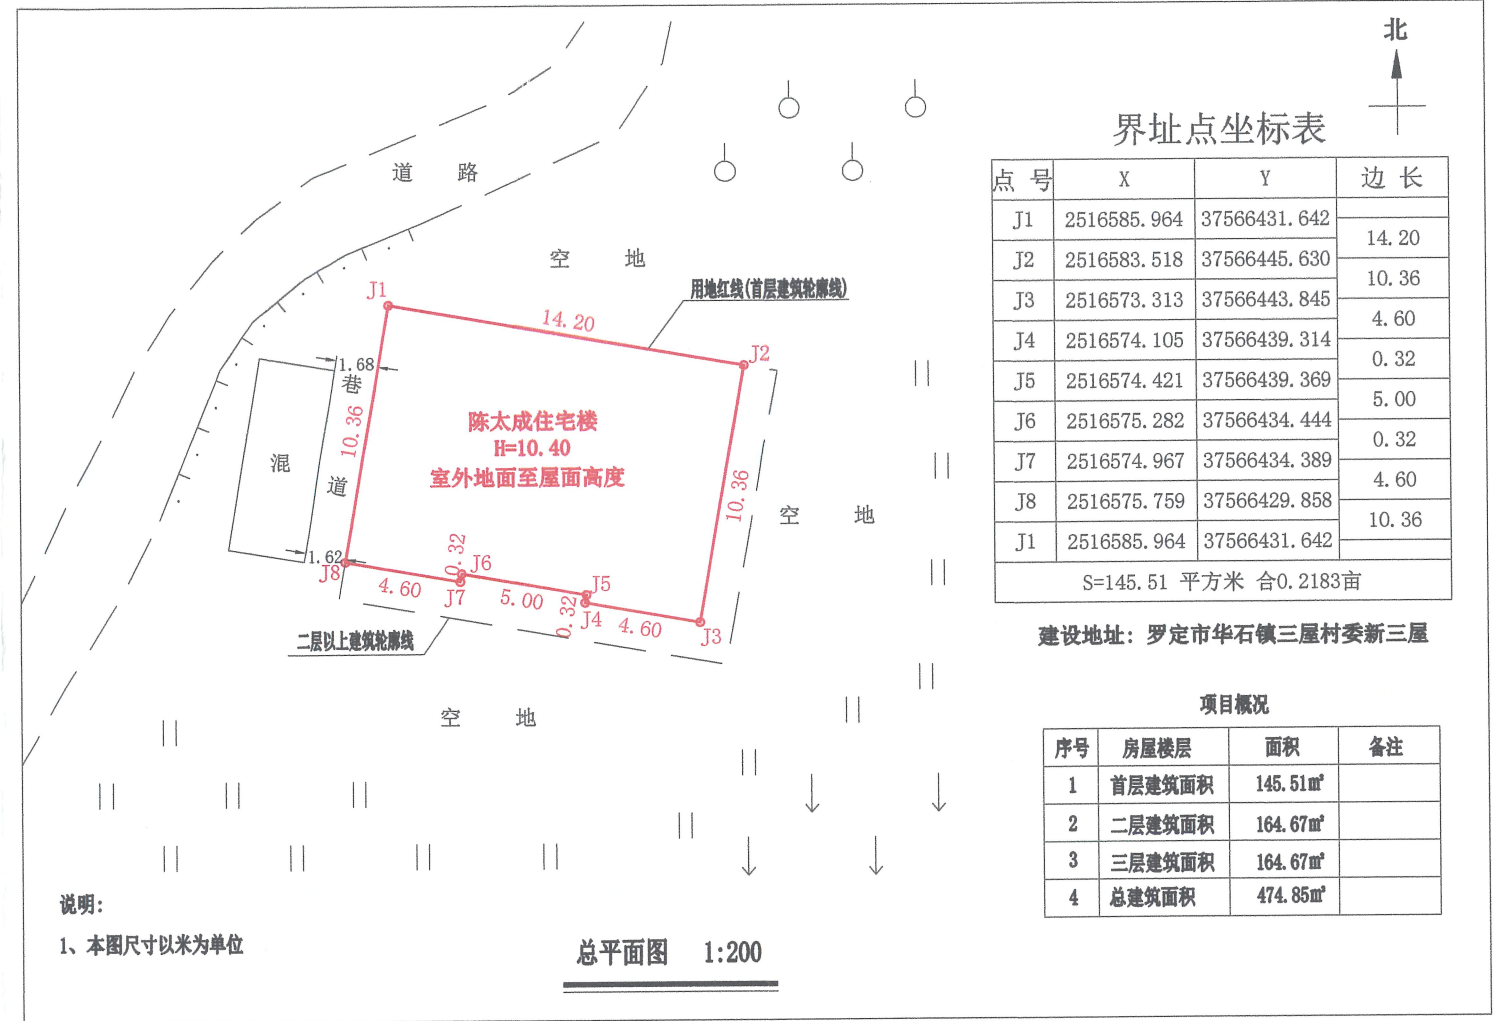 北
道 路
空 地
用地红线(首层建筑轮廓线)
J1
14.20
J2
1.68
巷
10.36
陈太成住宅楼
H=10.40
室外地面至屋面高度
混
道
10.36
空 地
1.62
J8
0.32
J6
4.60
J7
5.00
J5
0.32
J4
4.60
J3
二层以上建筑轮廓线
空 地
说明:
1、本图尺寸以米为单位
总平面图 1:200
界址点坐标表
点 号 X Y 边 长
J1 2516585.964 37566431.642
14.20
J2 2516583.518 37566445.630
10.36
J3 2516573.313 37566443.845
4.60
J4 2516574.105 37566439.314
0.32
J5 2516574.421 37566439.369
5.00
J6 2516575.282 37566434.444
0.32
J7 2516574.967 37566434.389
4.60
J8 2516575.759 37566429.858
10.36
J1 2516585.964 37566431.642
S=145.51 平方米 合0.2183亩
建设地址: 罗定市华石镇三屋村委新三屋
项目概况
序号 房屋楼层 面积 备注
1 首层建筑面积 145.51㎡
2 二层建筑面积 164.67㎡
3 三层建筑面积 164.67㎡
4 总建筑面积 474.85㎡